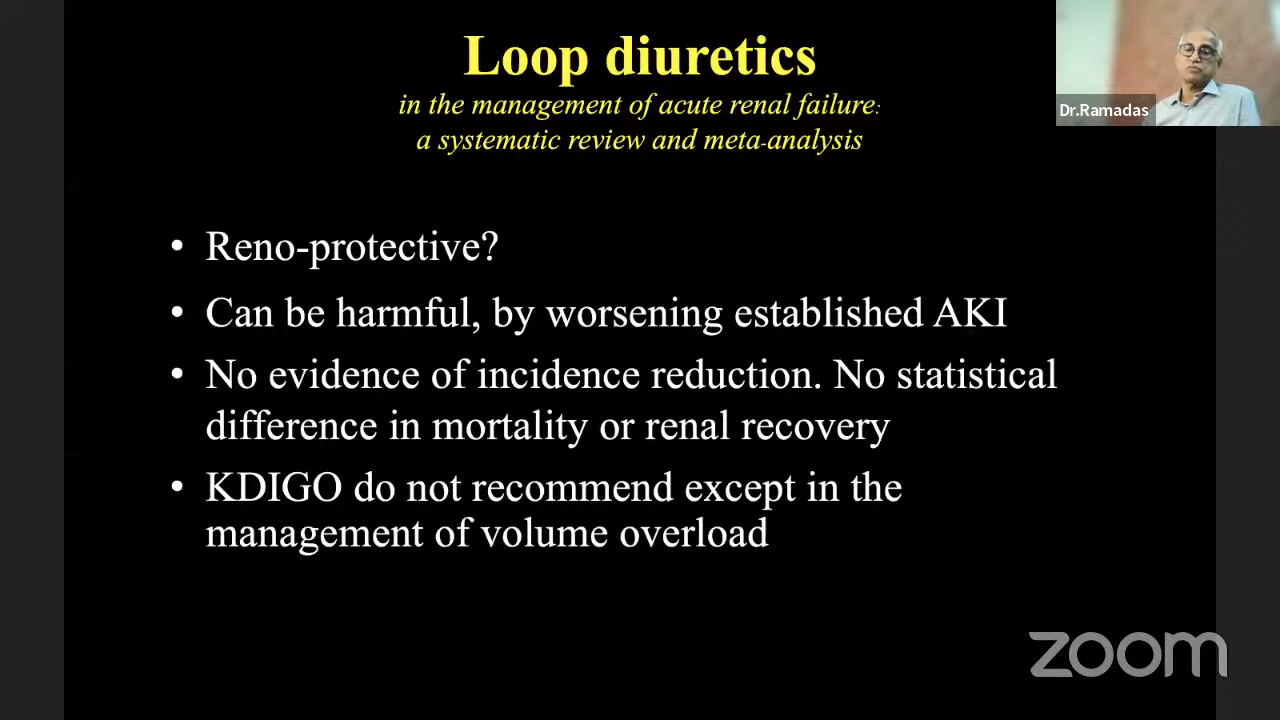 Loop diuretics
in the management of acute renal failure:
a systematic review and meta-analysis
Dr.Ramadas
• Reno-protective?
• Can be harmful, by worsening established AKI
• No evidence of incidence reduction. No statistical
difference in mortality or renal recovery
• KDIGO do not recommend except in the
management of volume overload
zoom